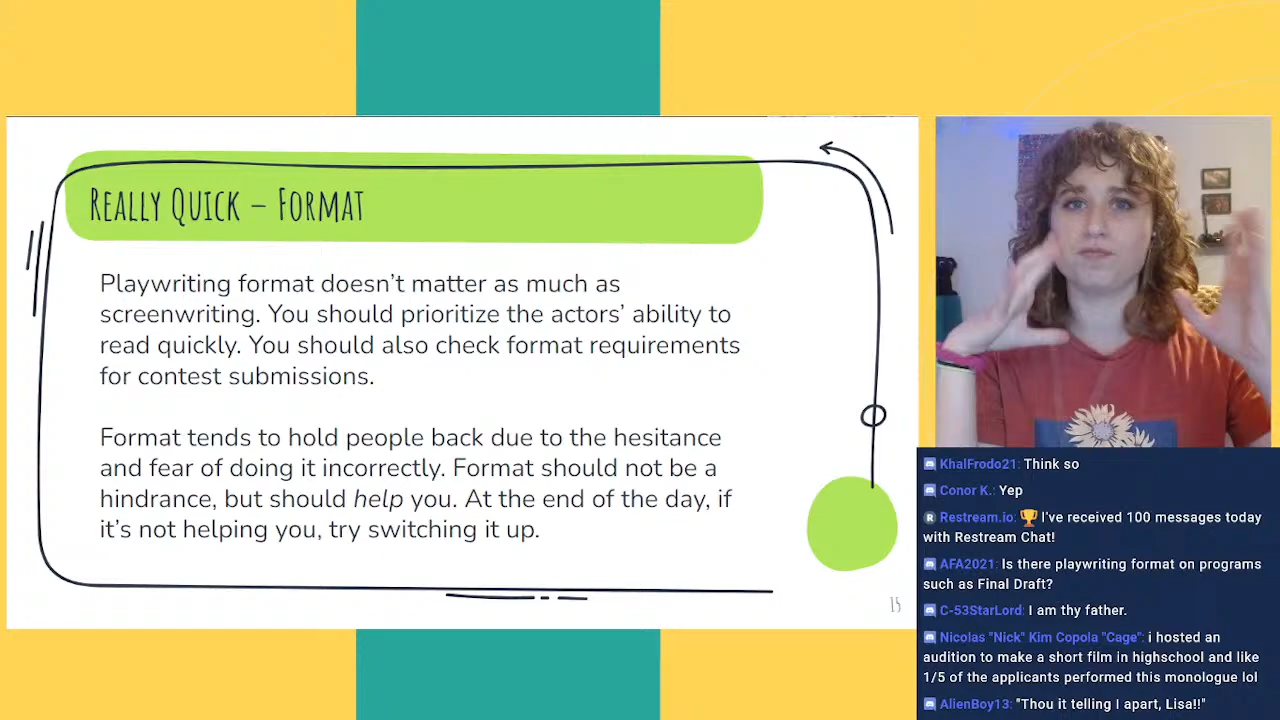 Really Quick – Format
Playwriting format doesn't matter as much as
screenwriting. You should prioritize the actors' ability to
read quickly. You should also check format requirements
for contest submissions.
Format tends to hold people back due to the hesitance
and fear of doing it incorrectly. Format should not be a
hindrance, but should help you. At the end of the day, if
it's not helping you, try switching it up.
15
KhalFrodo21: Think so
Conor K.: Yep
R Restream.io: 🏆 I've received 100 messages today
with Restream Chat!
AFA2021: Is there playwriting format on programs
such as Final Draft?
C-53StarLord: I am thy father.
Nicolas "Nick" Kim Copola "Cage": i hosted an
audition to make a short film in highschool and like
1/5 of the applicants performed this monologue lol
AlienBoy13: "Thou it telling I apart, Lisa!!"